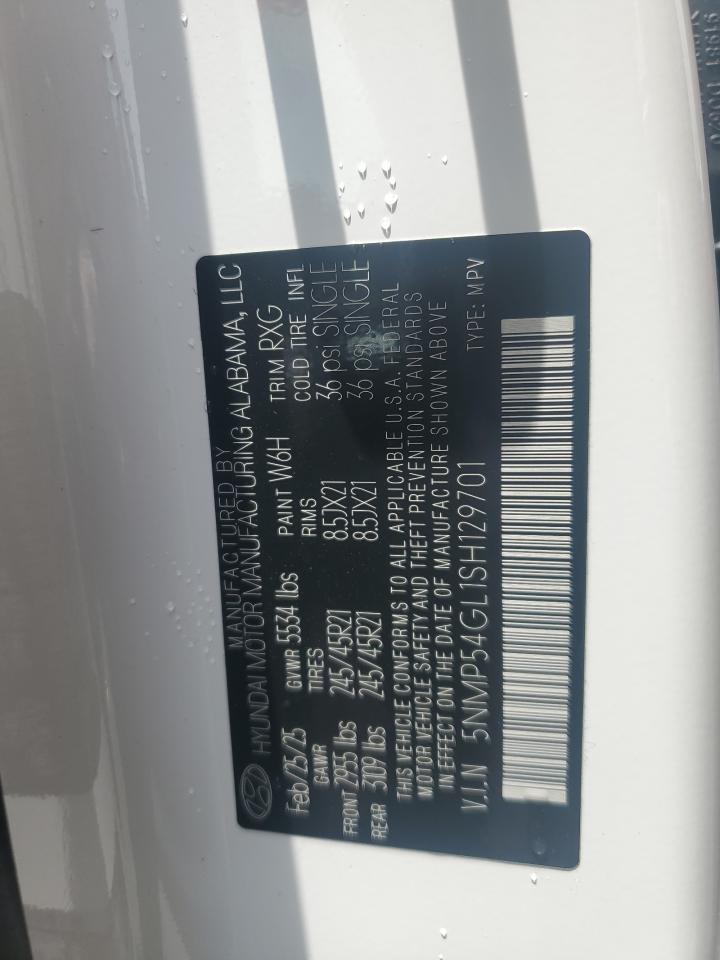 MANUFACTURED BY
HYUNDAI MOTOR MANUFACTURING ALABAMA, LLC
Feb/25/25 GVWR 5534 lbs PAINT W6H TRIM RXG
GAWR TIRES RIMS COLD TIRE INFL
FRONT 2955 lbs 245/45R21 8.5JX21 36 psi SINGLE
REAR 3109 lbs 245/45R21 8.5JX21 36 psi SINGLE
THIS VEHICLE CONFORMS TO ALL APPLICABLE U.S.A. FEDERAL
MOTOR VEHICLE SAFETY AND THEFT PREVENTION STANDARDS
IN EFFECT ON THE DATE OF MANUFACTURE SHOWN ABOVE
V.I.N 5NMP54GL1SH129701 TYPE: MPV